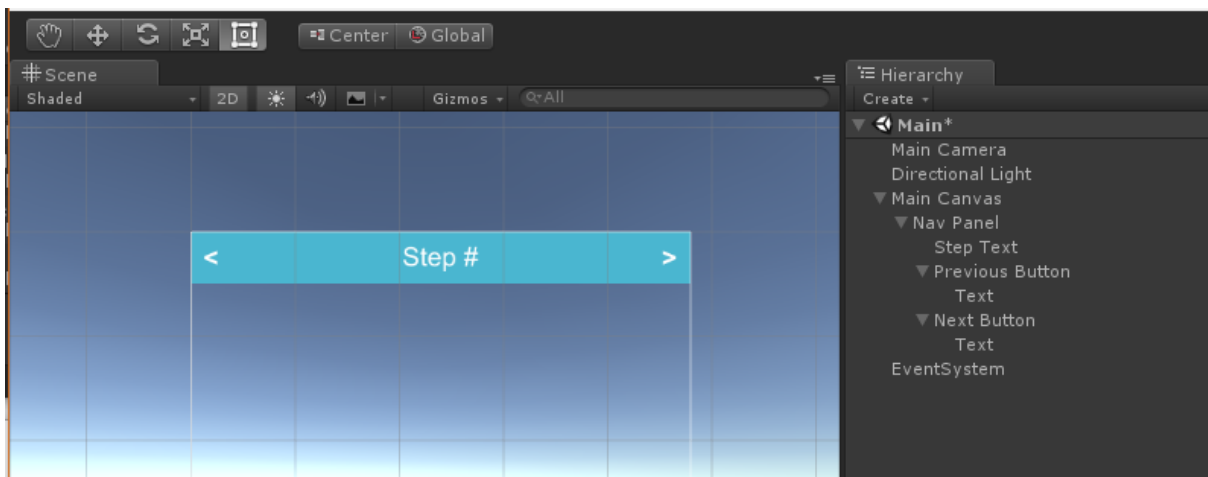 Center Global
Scene
Shaded 2D Gizmos All
< Step # >
Hierarchy
Create
Main*
Main Camera
Directional Light
Main Canvas
Nav Panel
Step Text
Previous Button
Text
Next Button
Text
EventSystem